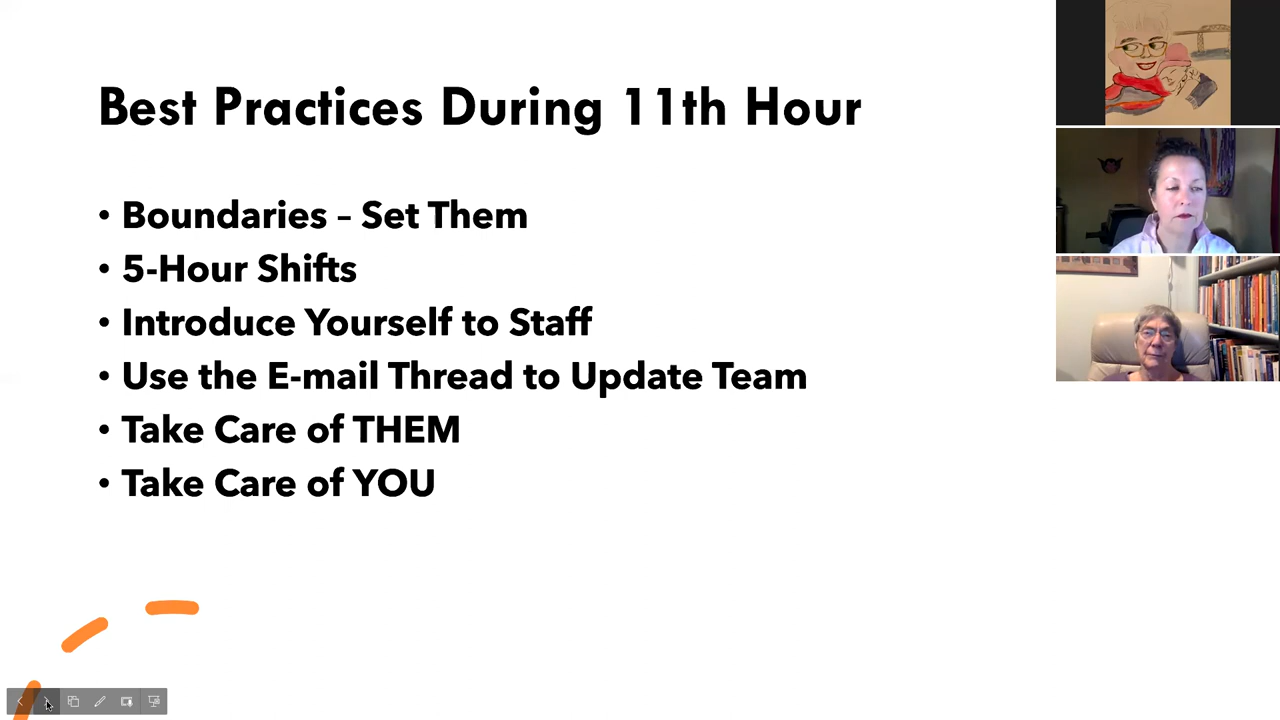 Best Practices During 11th Hour
• Boundaries – Set Them
• 5-Hour Shifts
• Introduce Yourself to Staff
• Use the E-mail Thread to Update Team
• Take Care of THEM
• Take Care of YOU